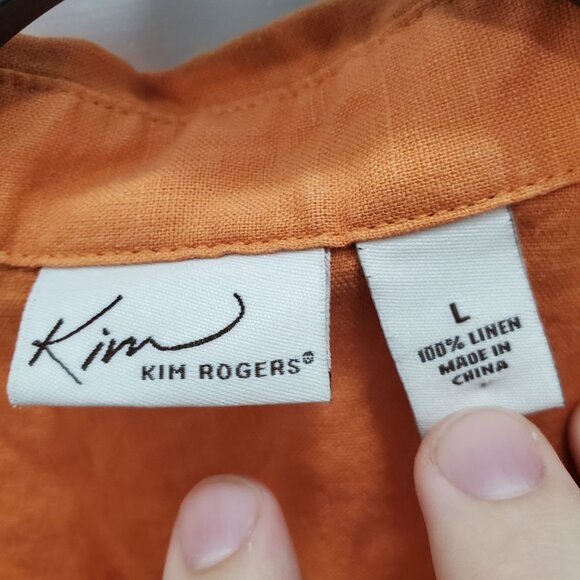 Kim
KIM ROGERS®
L
100% LINEN
MADE IN
CHINA